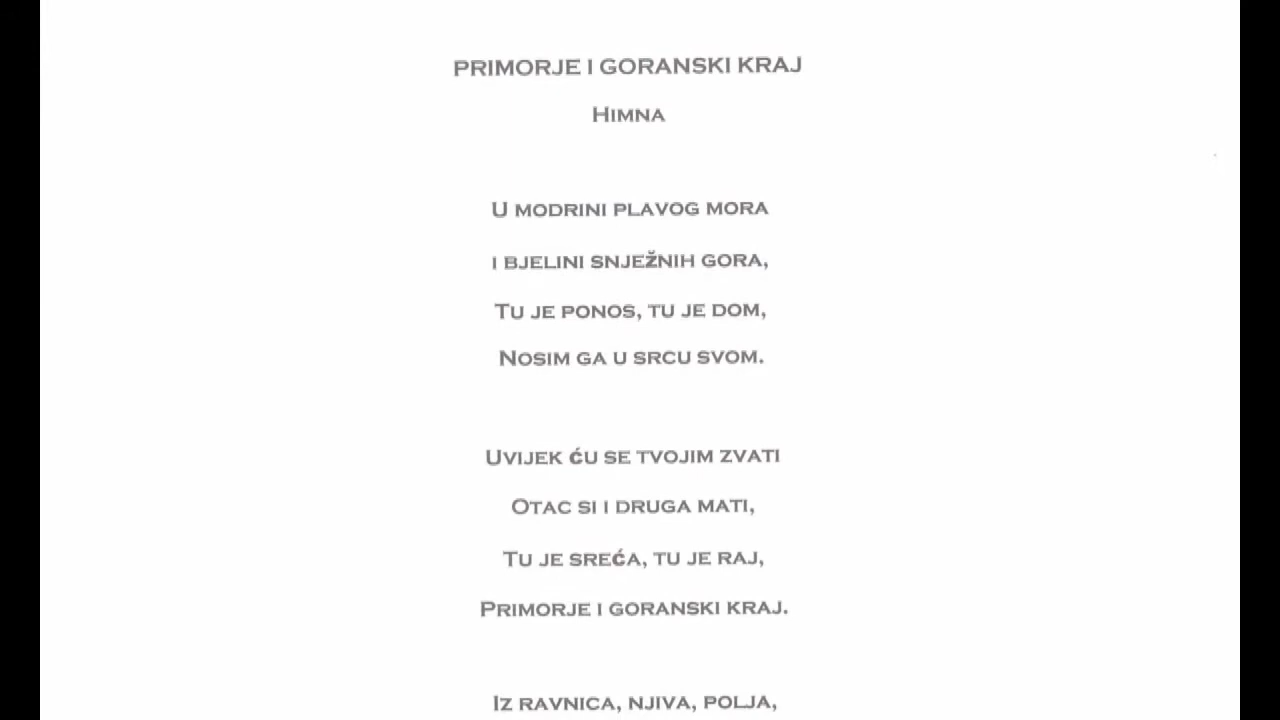 PRIMORJE I GORANSKI KRAJ
HIMNA
U MODRINI PLAVOG MORA
I BJELINI SNJEŽNIH GORA,
TU JE PONOS, TU JE DOM,
NOSIM GA U SRCU SVOM.
UVIJEK ĆU SE TVOJIM ZVATI
OTAC SI I DRUGA MATI,
TU JE SREĆA, TU JE RAJ,
PRIMORJE I GORANSKI KRAJ.
IZ RAVNICA, NJIVA, POLJA,